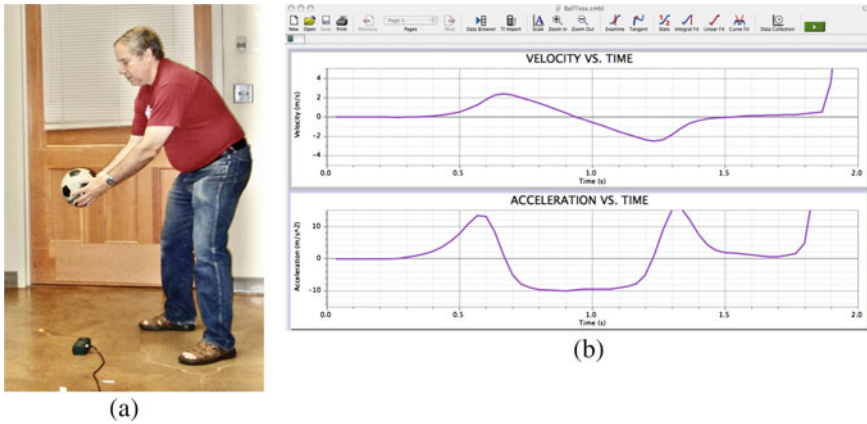 BallToss.cmbl
New Open Save Print Previous Page 1 Next Data Browser TI Import Scale Zoom In Zoom Out Examine Tangent Stats Integral Fit Linear Fit Curve Fit Data Collection
Pages
VELOCITY VS. TIME
Velocity (m/s)
4
2
0
-2
-4
0.0 0.5 1.0 1.5 2.0
Time (s)
ACCELERATION VS. TIME
Acceleration (m/s^2)
10
0
-10
0.0 0.5 1.0 1.5 2.0
Time (s)
(a)
(b)